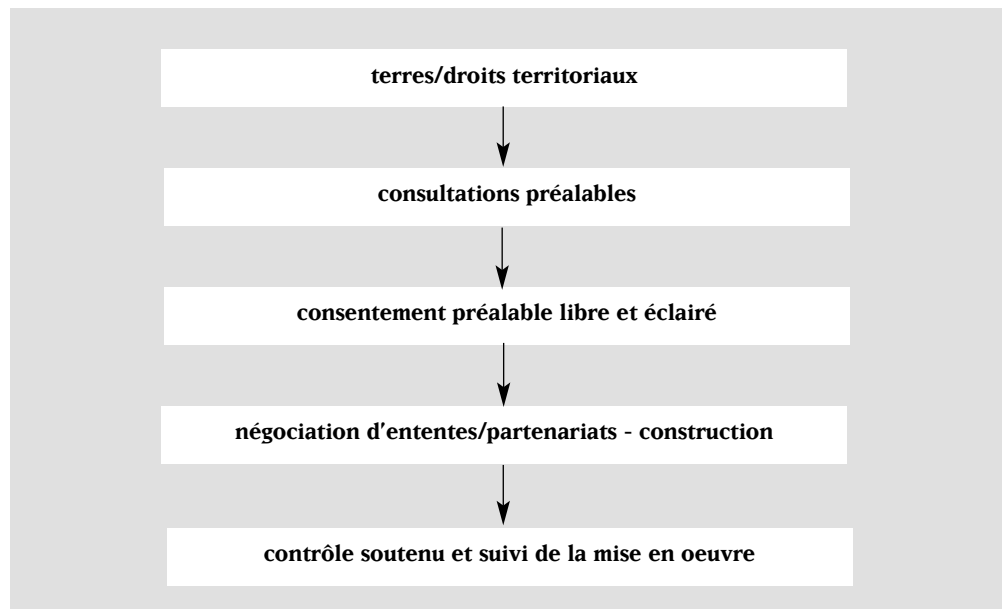 terres/droits territoriaux
consultations préalables
consentement préalable libre et éclairé
négociation d'ententes/partenariats - construction
contrôle soutenu et suivi de la mise en oeuvre